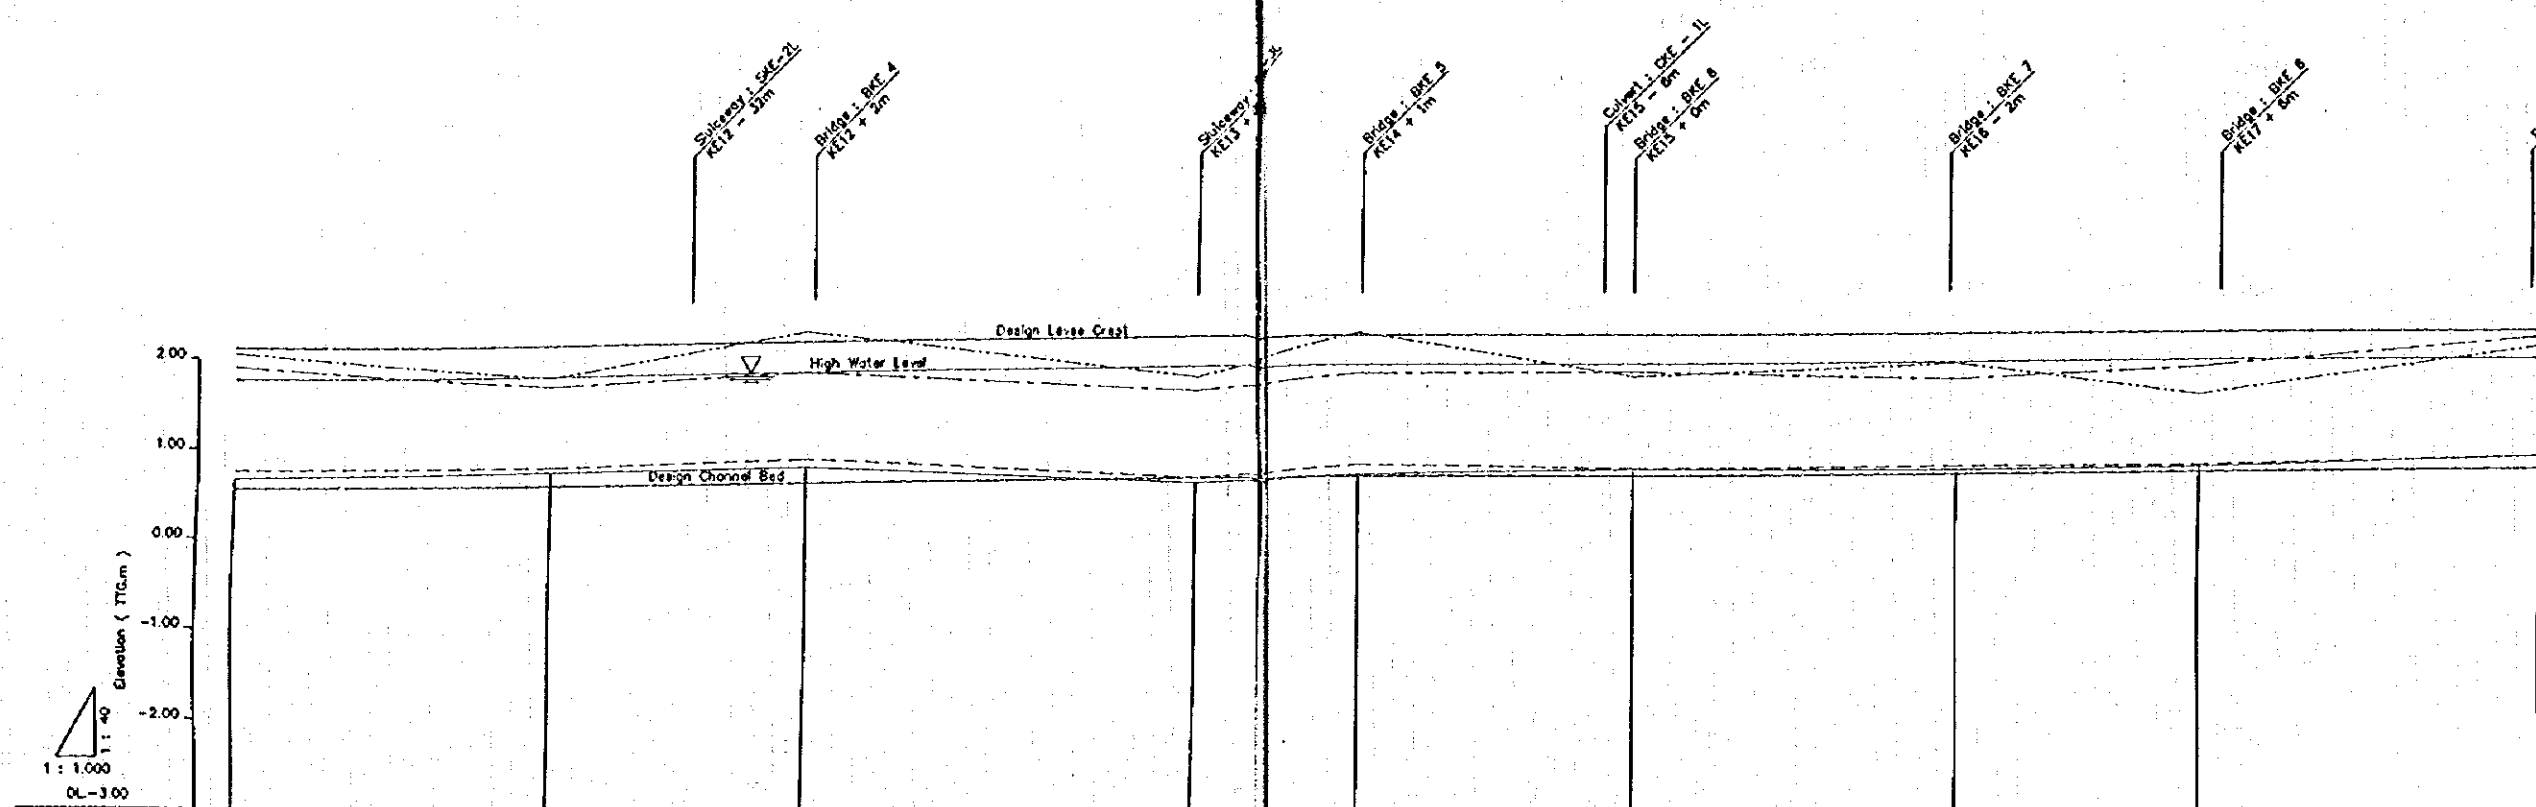 Sluiceway : SKE-2L
KE12 - 32m
Bridge : BKE 4
KE12 + 2m
Sluiceway :
KE13 +
Bridge : BKE 5
KE14 + 1m
Culvert : CKE - 1L
KE15 - 6m
Bridge : BKE 6
KE15 + 0m
Bridge : BKE 7
KE16 - 2m
Bridge : BKE 8
KE17 + 6m
Design Levee Crest
High Water Level
Design Channel Bed
2.00
1.00
0.00
-1.00
-2.00
Elevation ( TTG.m )
1 : 40
1 : 1.000
DL-3.00